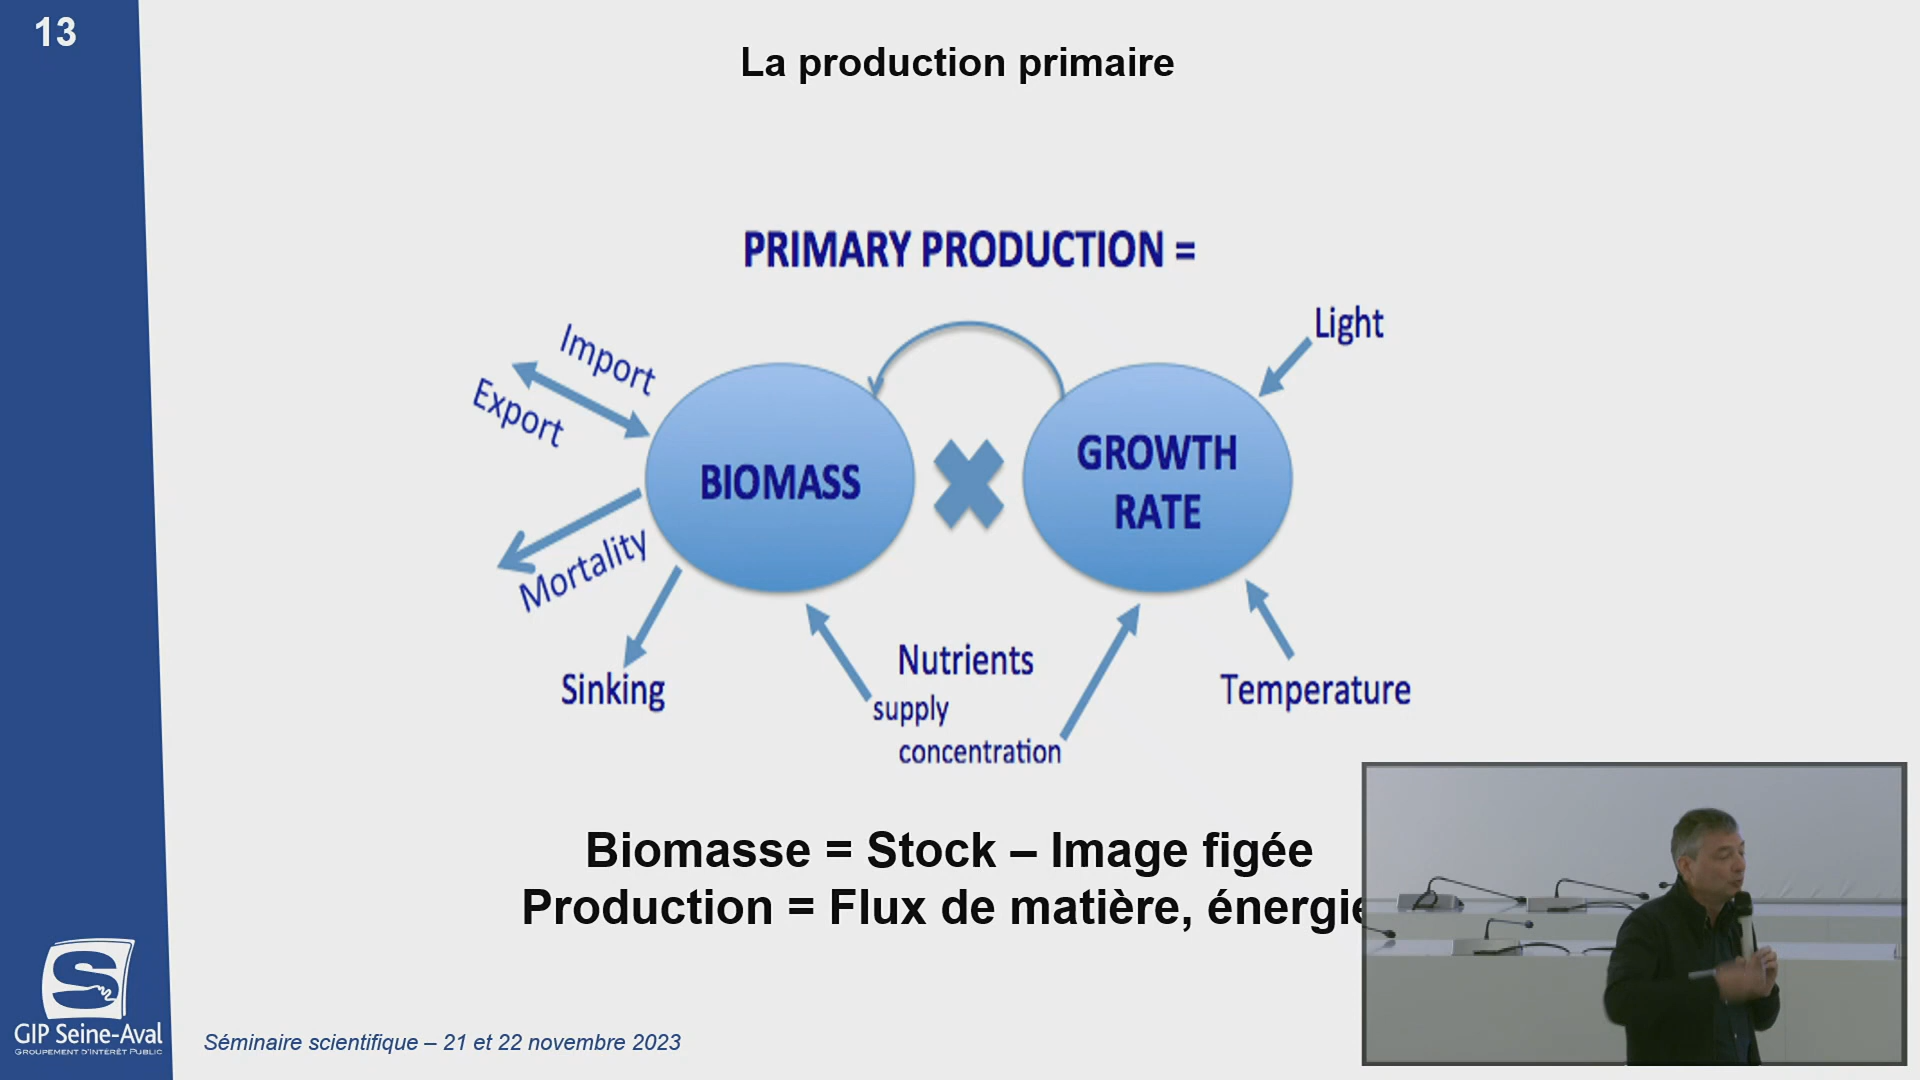 13
La production primaire
PRIMARY PRODUCTION =
Import
Export
Light
BIOMASS
GROWTH
RATE
Mortality
Sinking
Nutrients
supply
concentration
Temperature
Biomasse = Stock – Image figée
Production = Flux de matière, énergie
GIP Seine-Aval
GROUPEMENT D'INTÉRÊT PUBLIC
Séminaire scientifique – 21 et 22 novembre 2023